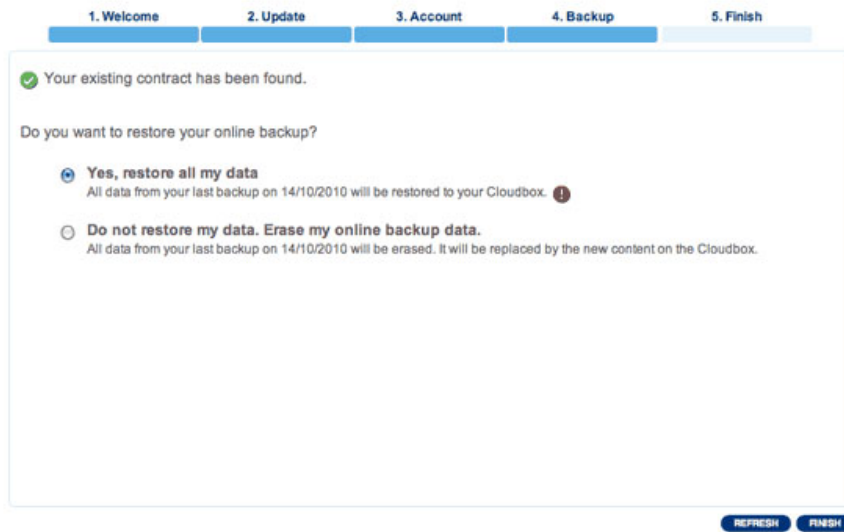 1. Welcome 2. Update 3. Account 4. Backup 5. Finish
Your existing contract has been found.
Do you want to restore your online backup?
Yes, restore all my data
All data from your last backup on 14/10/2010 will be restored to your Cloudbox.
Do not restore my data. Erase my online backup data.
All data from your last backup on 14/10/2010 will be erased. It will be replaced by the new content on the Cloudbox.
REFRESH FINISH